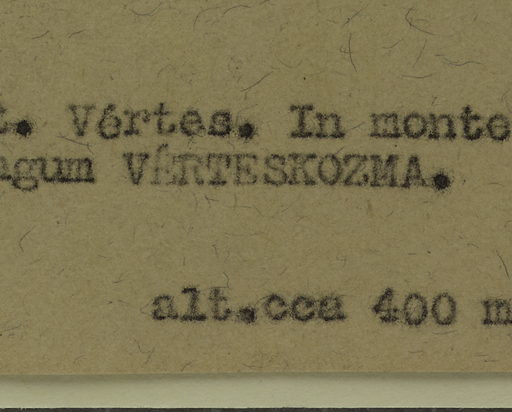 t. Vértes. In monte
agum VÉRTESKOZMA.
alt.cca 400 m